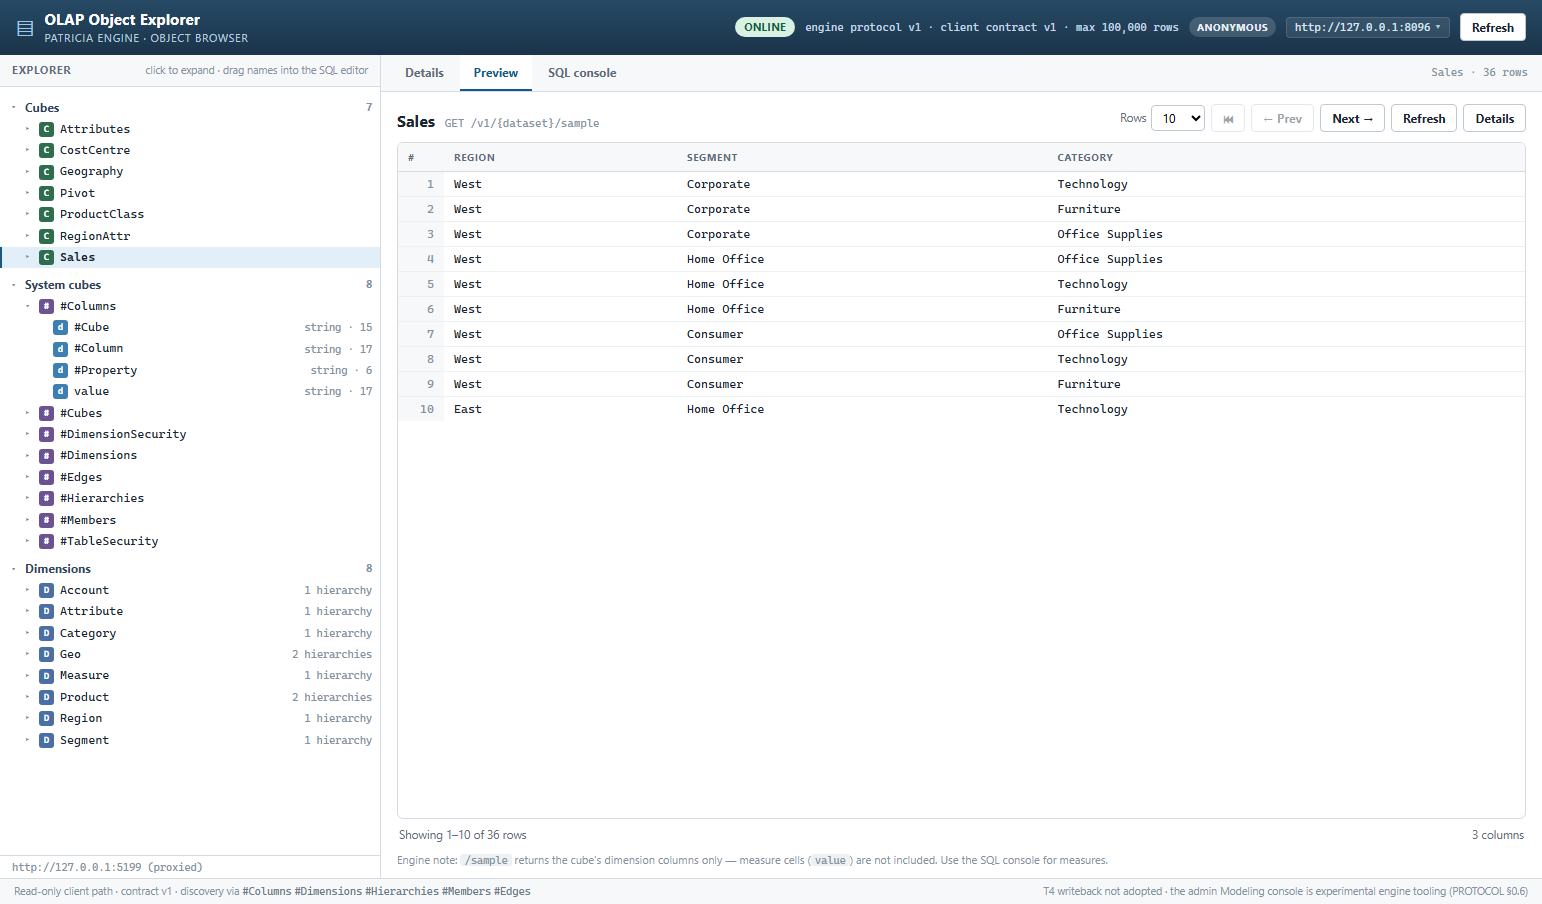 OLAP Object Explorer
PATRICIA ENGINE · OBJECT BROWSER
ONLINE engine protocol v1 · client contract v1 · max 100,000 rows ANONYMOUS http://127.0.0.1:8096 Refresh
EXPLORER click to expand · drag names into the SQL editor
Cubes 7
C Attributes
C CostCentre
C Geography
C Pivot
C ProductClass
C RegionAttr
C Sales
System cubes 8
# #Columns
d #Cube string · 15
d #Column string · 17
d #Property string · 6
d value string · 17
# #Cubes
# #DimensionSecurity
# #Dimensions
# #Edges
# #Hierarchies
# #Members
# #TableSecurity
Dimensions 8
D Account 1 hierarchy
D Attribute 1 hierarchy
D Category 1 hierarchy
D Geo 2 hierarchies
D Measure 1 hierarchy
D Product 2 hierarchies
D Region 1 hierarchy
D Segment 1 hierarchy
http://127.0.0.1:5199 (proxied)
Details Preview SQL console Sales · 36 rows
Sales GET /v1/{dataset}/sample Rows 10 ⏮ ← Prev Next → Refresh Details
# REGION SEGMENT CATEGORY
1 West Corporate Technology
2 West Corporate Furniture
3 West Corporate Office Supplies
4 West Home Office Office Supplies
5 West Home Office Technology
6 West Home Office Furniture
7 West Consumer Office Supplies
8 West Consumer Technology
9 West Consumer Furniture
10 East Home Office Technology
Showing 1–10 of 36 rows 3 columns
Engine note: /sample returns the cube's dimension columns only — measure cells (value) are not included. Use the SQL console for measures.
Read-only client path · contract v1 · discovery via #Columns #Dimensions #Hierarchies #Members #Edges T4 writeback not adopted · the admin Modeling console is experimental engine tooling (PROTOCOL §0.6)